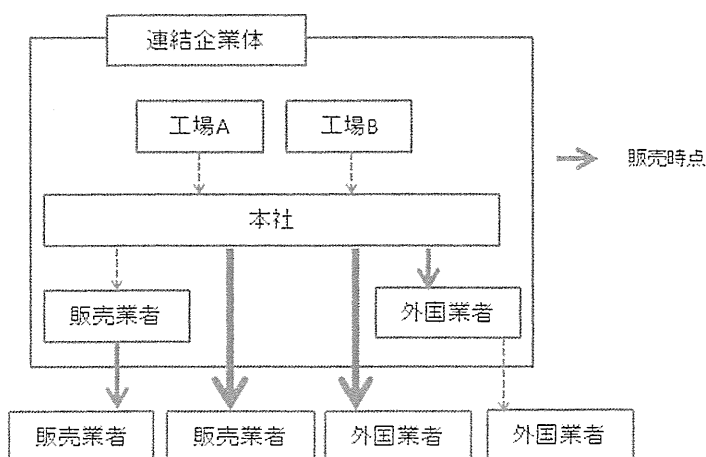 連結企業体
工場A
工場B
販売時点
本社
販売業者
外国業者
販売業者
販売業者
外国業者
外国業者